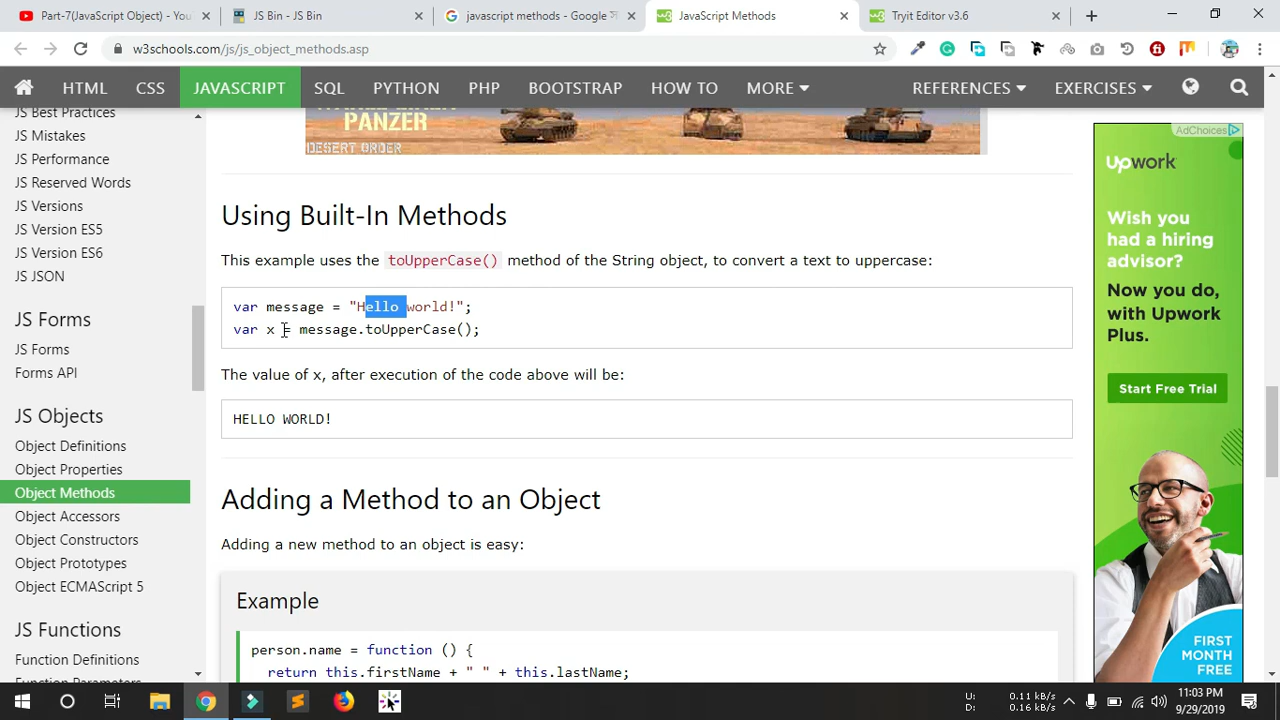 Part-7(JavaScript Object) - You
JS Bin - JS Bin
javascript methods - Google
JavaScript Methods
Tryit Editor v3.6
w3schools.com/js/js_object_methods.asp
HTML CSS JAVASCRIPT SQL PYTHON PHP BOOTSTRAP HOW TO MORE REFERENCES EXERCISES
JS Best Practices
JS Mistakes
JS Performance
JS Reserved Words
JS Versions
JS Version ES5
JS Version ES6
JS JSON
JS Forms
JS Forms
Forms API
JS Objects
Object Definitions
Object Properties
Object Methods
Object Accessors
Object Constructors
Object Prototypes
Object ECMAScript 5
JS Functions
Function Definitions
Function Parameters
PANZER
DESERT ORDER
Using Built-In Methods
This example uses the toUpperCase() method of the String object, to convert a text to uppercase:
var message = "Hello world!";
var x = message.toUpperCase();
The value of x, after execution of the code above will be:
HELLO WORLD!
Adding a Method to an Object
Adding a new method to an object is easy:
Example
person.name = function () {
return this.firstName + " " + this.lastName;
AdChoices
Upwork
Wish you
had a hiring
advisor?
Now you do,
with Upwork
Plus.
Start Free Trial
FIRST
MONTH
FREE
U: 0.11 kB/s
D: 0.16 kB/s
11:03 PM
9/29/2019